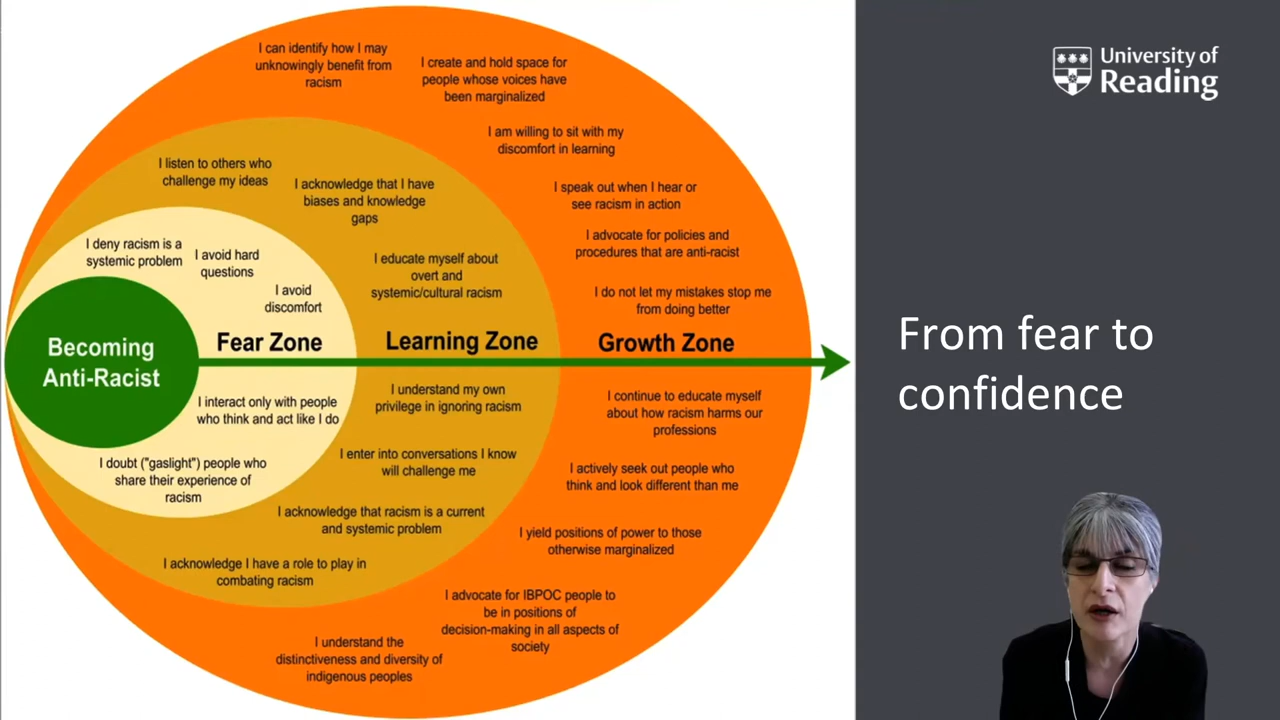 I can identify how I may
unknowingly benefit from
racism
I create and hold space for
people whose voices have
been marginalized
I am willing to sit with my
discomfort in learning
I speak out when I hear or
see racism in action
I advocate for policies and
procedures that are anti-racist
I do not let my mistakes stop me
from doing better
I listen to others who
challenge my ideas
I acknowledge that I have
biases and knowledge
gaps
I educate myself about
overt and
systemic/cultural racism
I deny racism is a
systemic problem
I avoid hard
questions
I avoid
discomfort
Becoming
Anti-Racist
Fear Zone
Learning Zone
Growth Zone
I interact only with people
who think and act like I do
I doubt ("gaslight") people who
share their experience of
racism
I understand my own
privilege in ignoring racism
I enter into conversations I know
will challenge me
I acknowledge that racism is a current
and systemic problem
I acknowledge I have a role to play in
combating racism
I continue to educate myself
about how racism harms our
professions
I actively seek out people who
think and look different than me
I yield positions of power to those
otherwise marginalized
I advocate for IBPOC people to
be in positions of
decision-making in all aspects of
society
I understand the
distinctiveness and diversity of
indigenous peoples
University of
Reading
From fear to
confidence